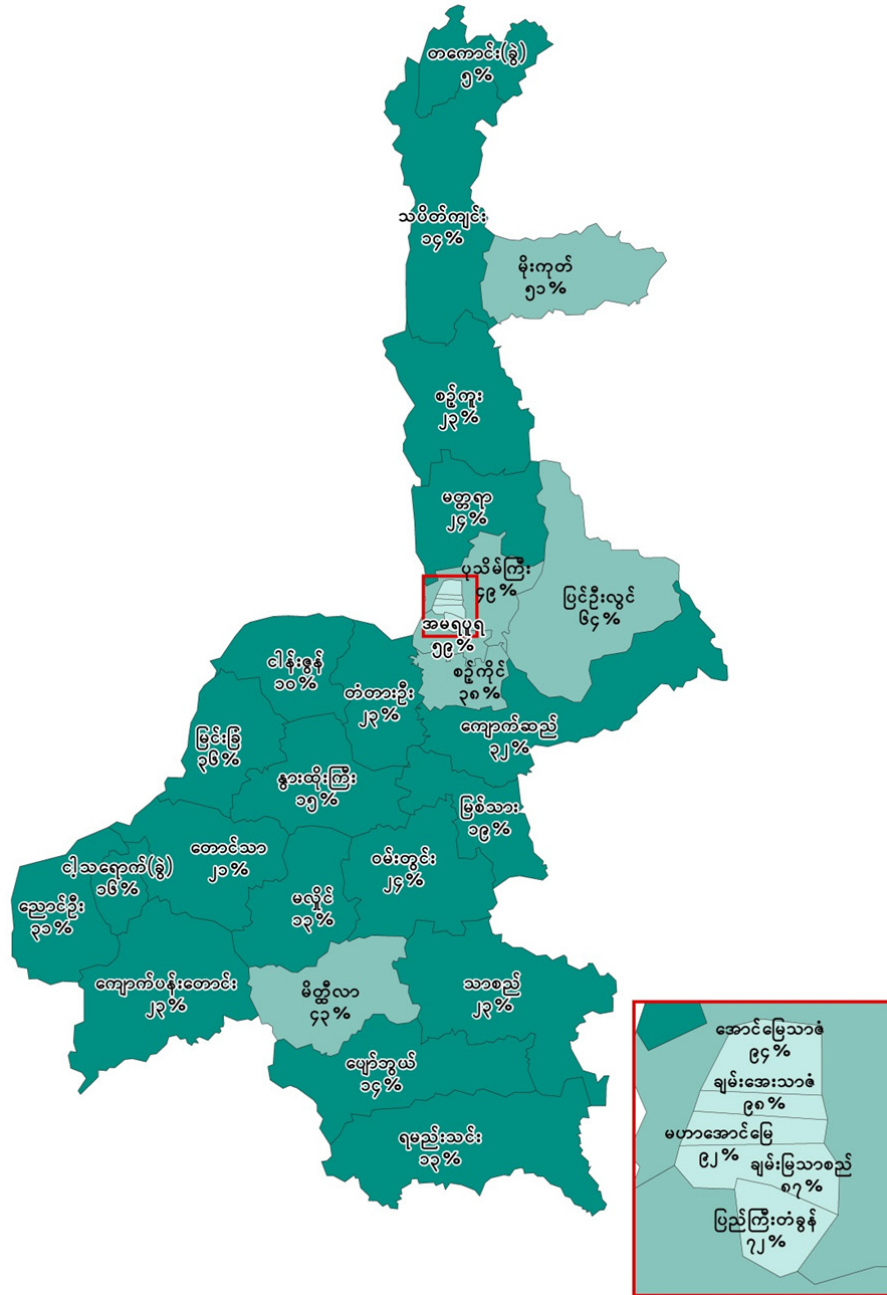 တကောင်း(ခွဲ)
၅%
သပိတ်ကျင်း
၁၄%
မိုးကုတ်
၅၁%
စဉ့်ကူး
၂၃%
မတ္တရာ
၂၄%
ပုသိမ်ကြီး
၄၉%
ပြင်ဦးလွင်
၆၄%
အမရပူရ
၅၉%
စဉ့်ကိုင်
၃၈%
ငါန်းဇွန်
၁၀%
တံတားဦး
၂၃%
ကျောက်ဆည်
၃၂%
မြင်းခြံ
၃၆%
နွားထိုးကြီး
၁၅%
မြစ်သား
၁၉%
တောင်သာ
၂၁%
ဝမ်းတွင်း
၂၄%
ငါ့သရောက်(ခွဲ)
၁၆%
မလှိုင်
၁၃%
ညောင်ဦး
၃၁%
ကျောက်ပန်းတောင်း
၂၃%
မိတ္ထီလာ
၄၃%
သာစည်
၂၃%
ပျော်ဘွယ်
၁၄%
ရမည်းသင်း
၁၃%
အောင်မြေသာဇံ
၉၄%
ချမ်းအေးသာဇံ
၉၈%
မဟာအောင်မြေ
၉၂%
ချမ်းမြသာစည်
၈၇%
ပြည်ကြီးတံခွန်
၇၂%